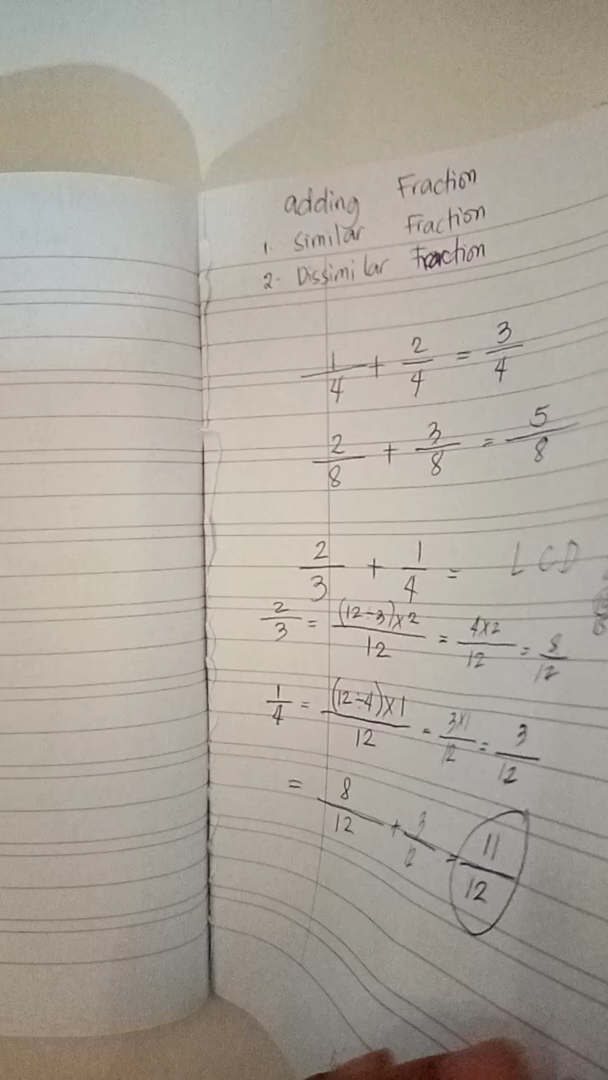 adding Fraction
1. Similar Fraction
2. Dissimilar Fraction
1/4 + 2/4 = 3/4
2/8 + 3/8 = 5/8
2/3 + 1/4 = LCD
2/3 = (12÷3)x2/12 = 4x2/12 = 8/12
1/4 = (12÷4)x1/12 = 3x1/12 = 3/12
= 8/12 + 3/12 = 11/12